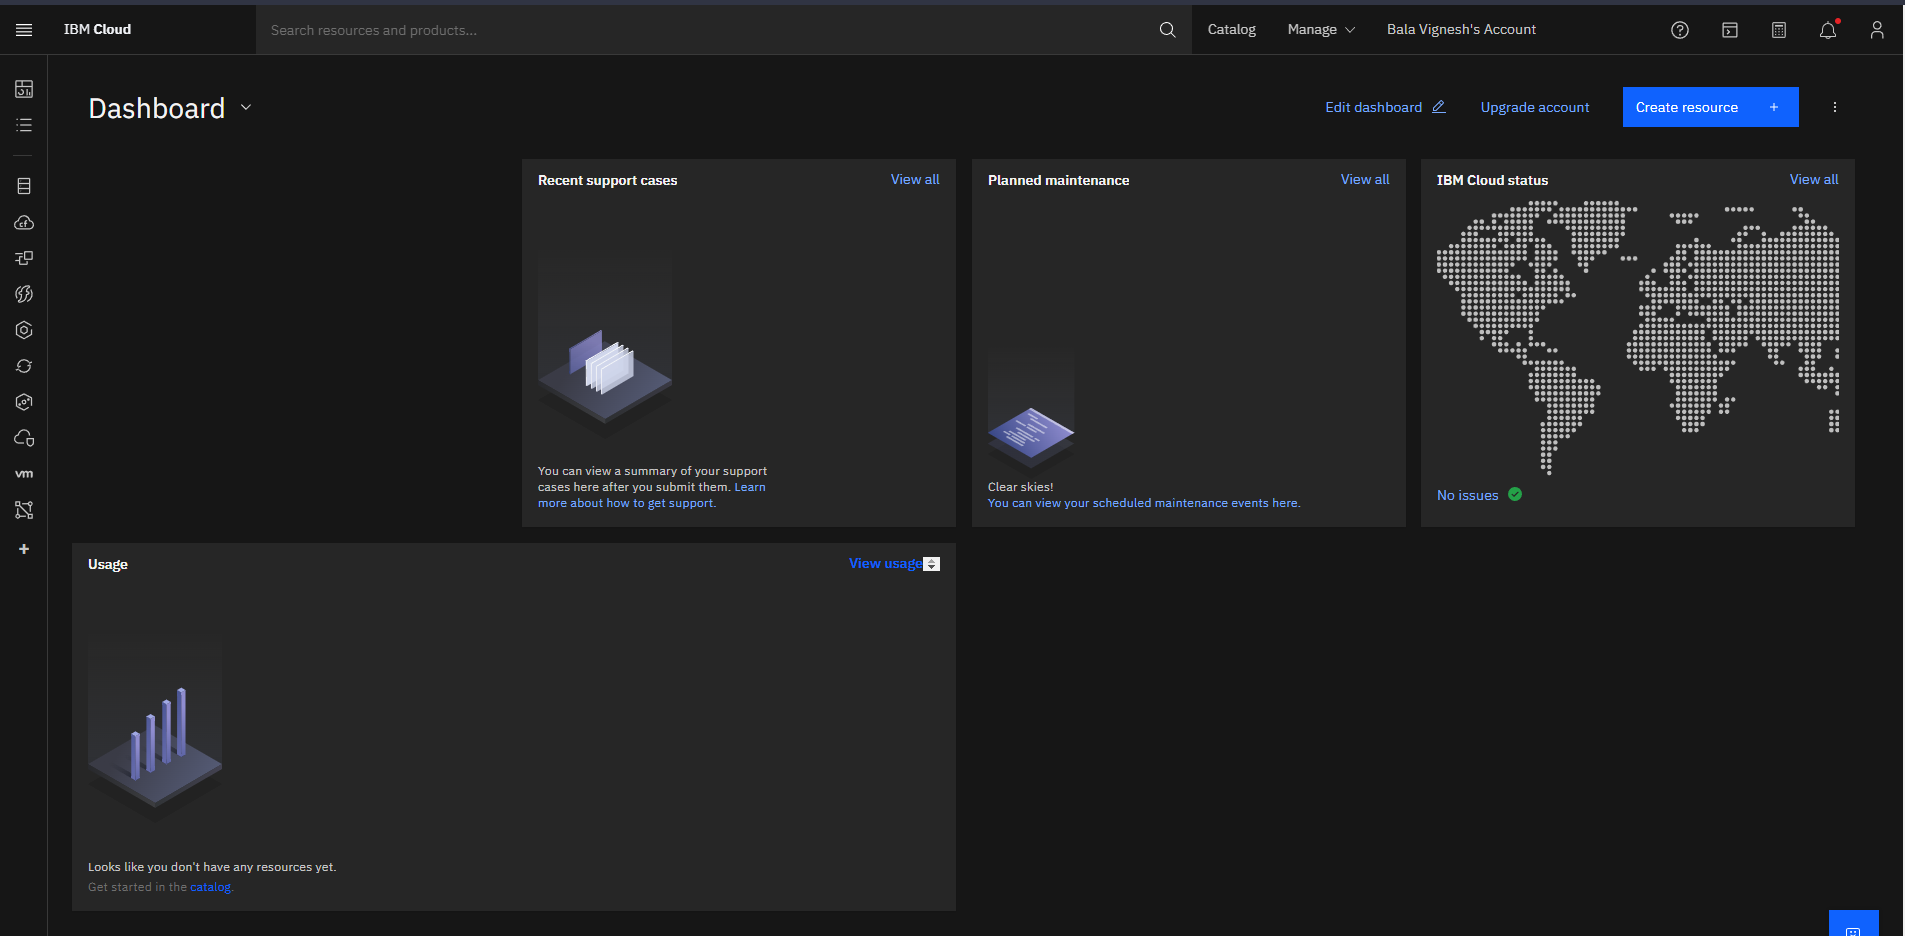 IBM Cloud
Search resources and products...
Catalog
Manage
Bala Vignesh's Account
Dashboard
Edit dashboard
Upgrade account
Create resource +
Recent support cases
View all
You can view a summary of your support
cases here after you submit them. Learn
more about how to get support.
Planned maintenance
View all
Clear skies!
You can view your scheduled maintenance events here.
IBM Cloud status
View all
No issues
cf
vm
Usage
View usage
Looks like you don't have any resources yet.
Get started in the catalog.